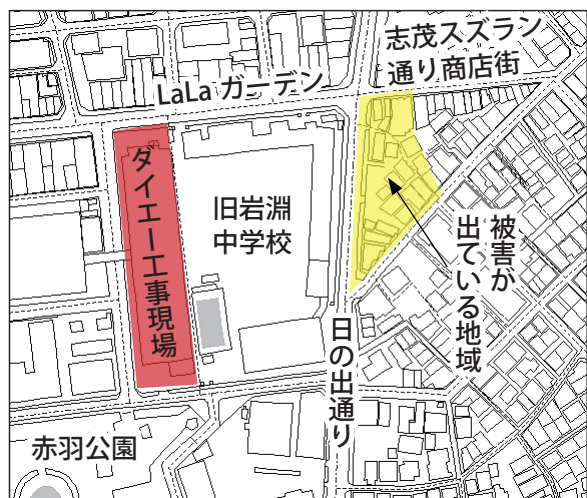 志茂スズラン
通り商店街
LaLa ガーデン
ダイエー工事現場
旧岩淵
中学校
被害が
出ている地域
日の出通り
赤羽公園